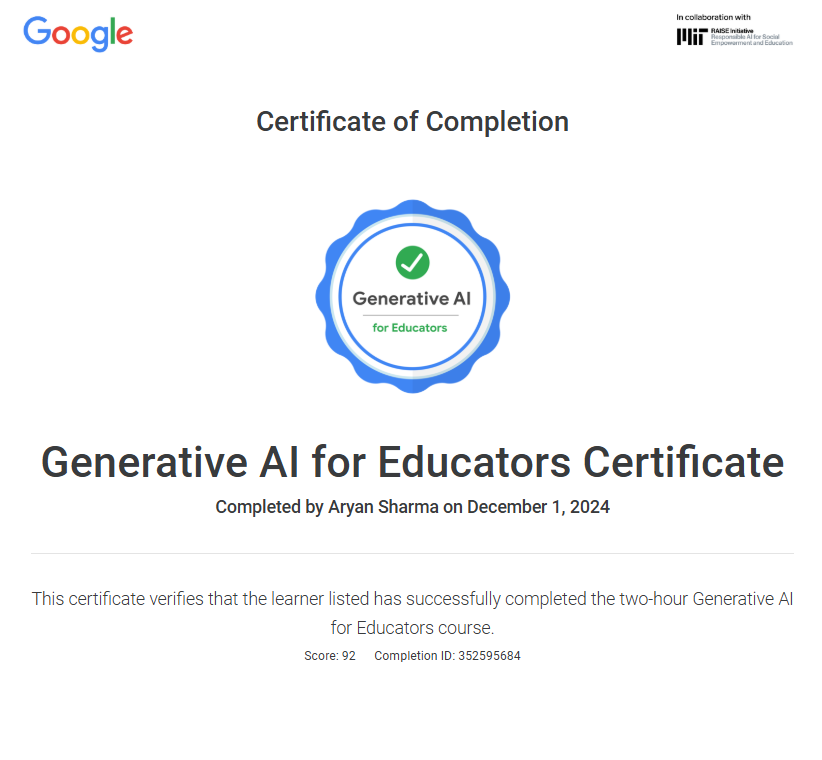 Google
In collaboration with
MIT
RAISE Initiative
Responsible AI for Social
Empowerment and Education
Certificate of Completion
Generative AI
for Educators
Generative AI for Educators Certificate
Completed by Aryan Sharma on December 1, 2024
This certificate verifies that the learner listed has successfully completed the two-hour Generative AI
for Educators course.
Score: 92 Completion ID: 352595684